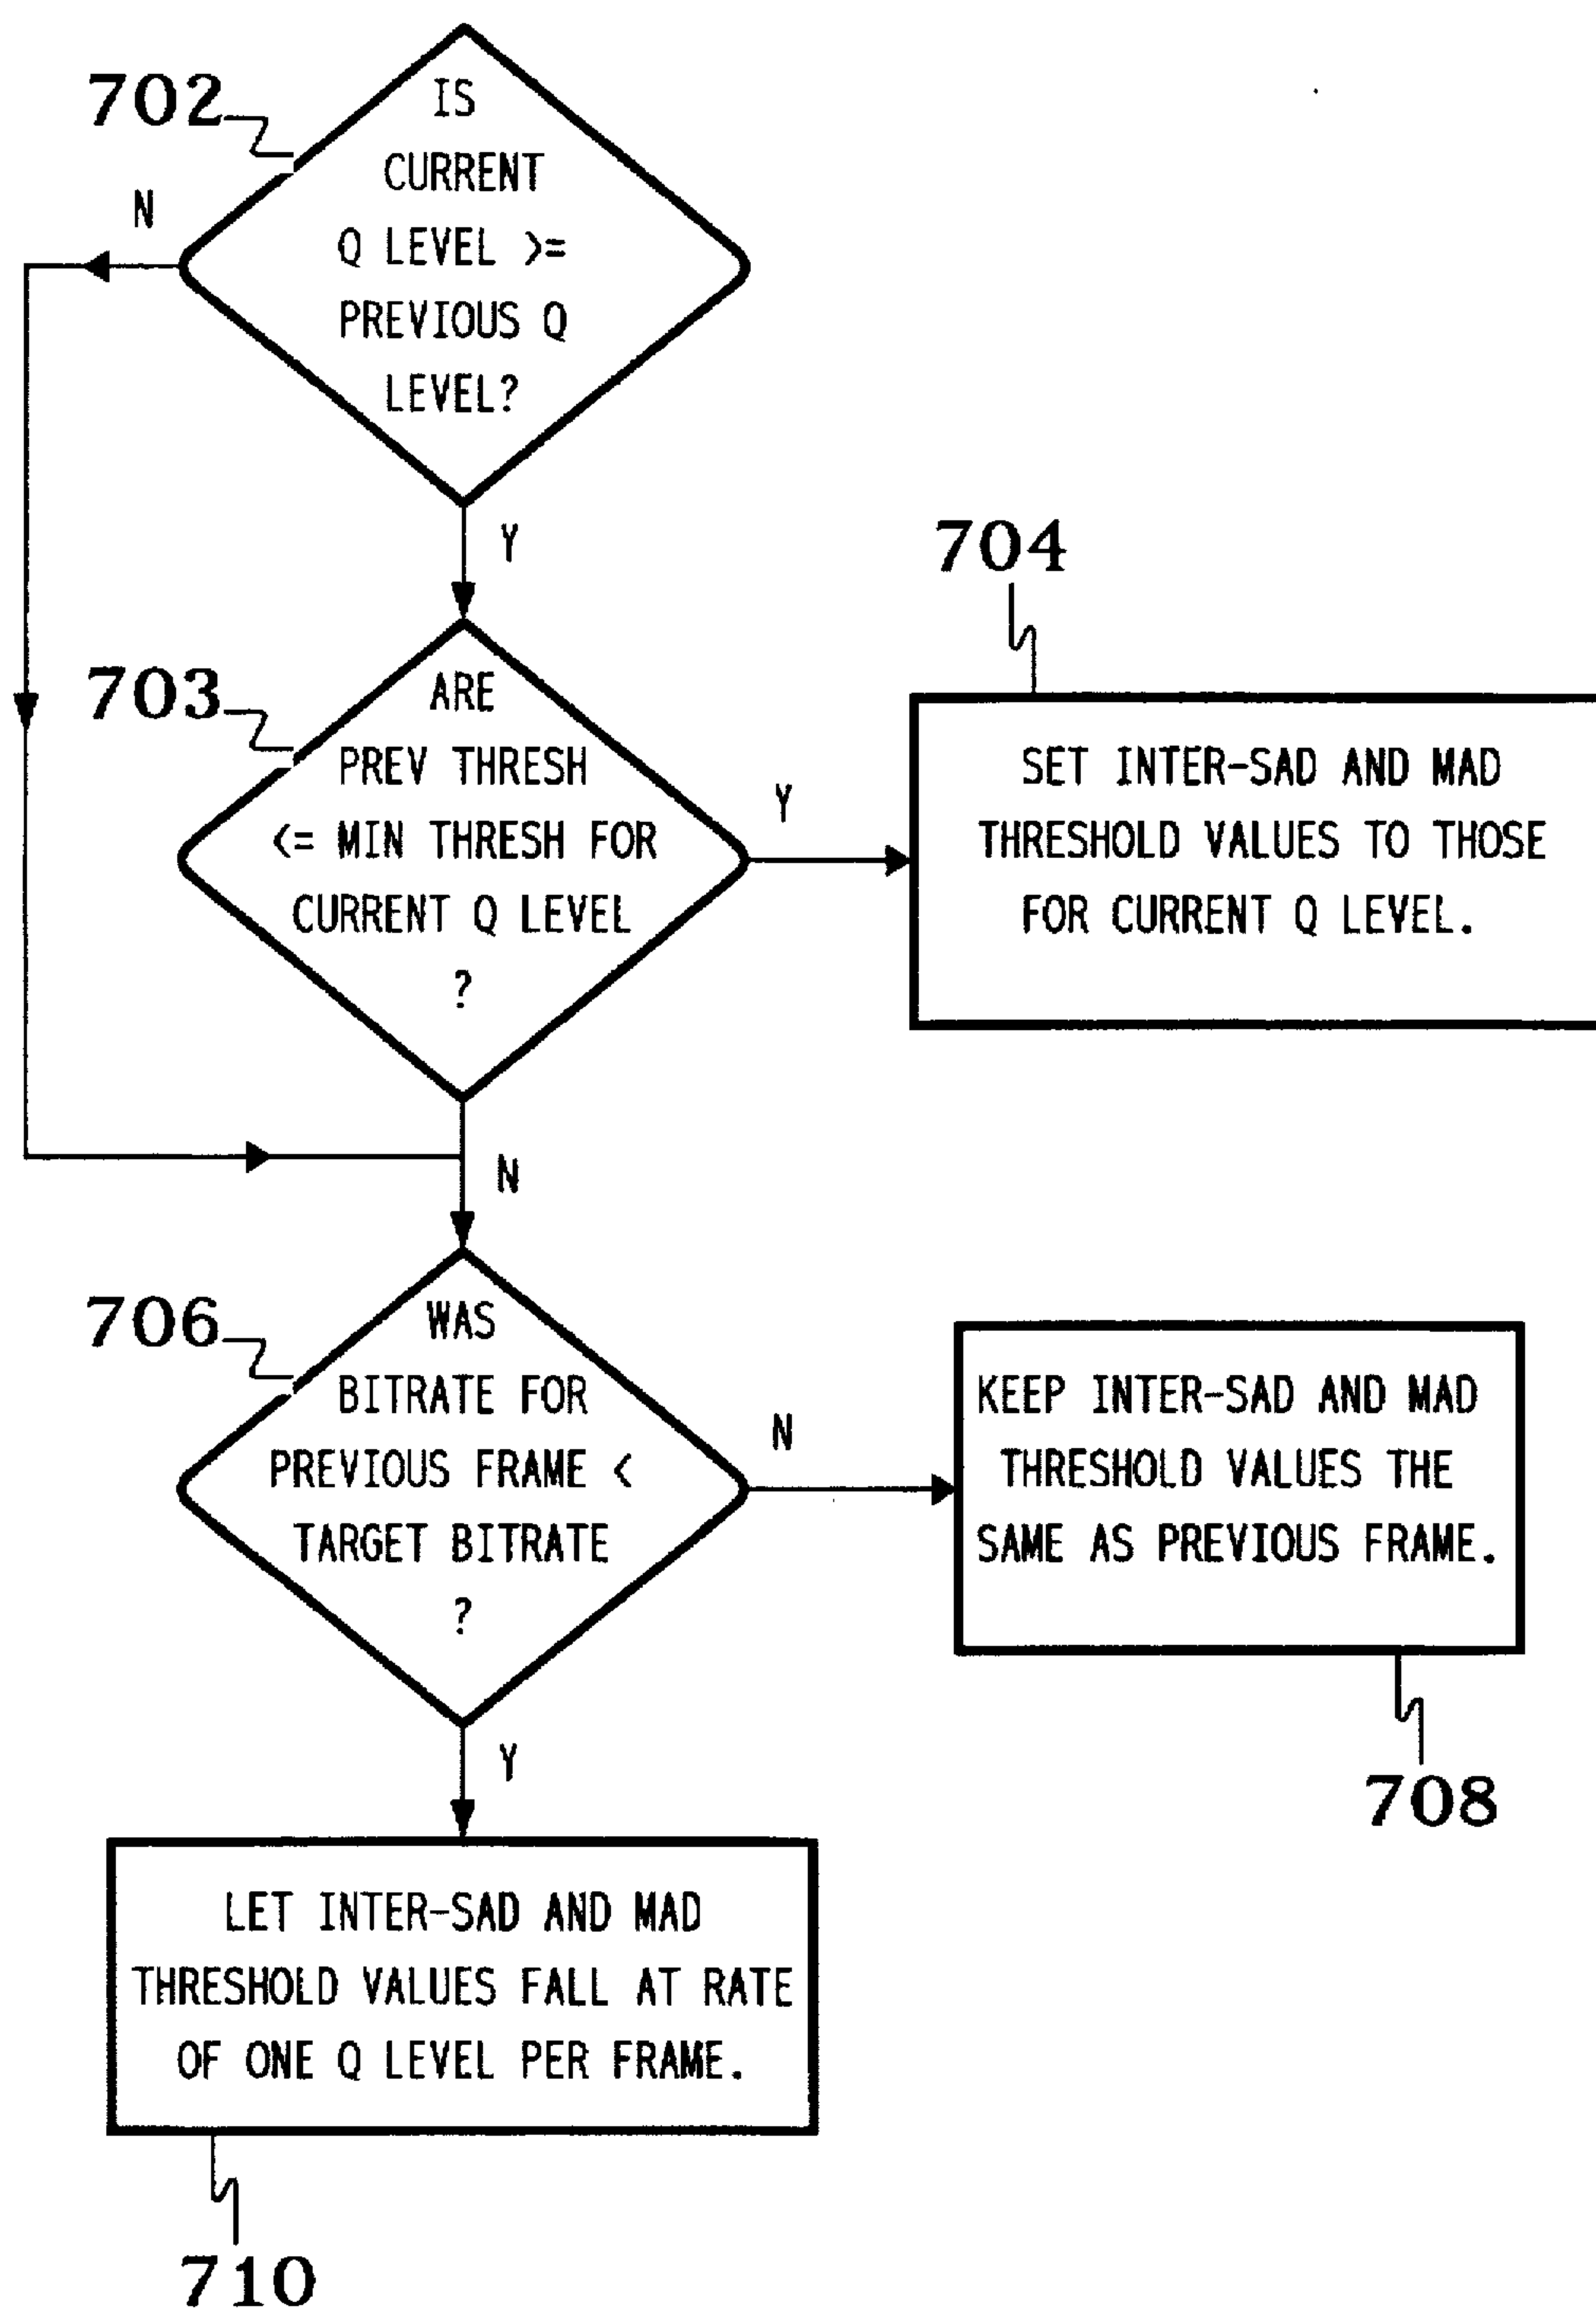 702
IS
CURRENT
Q LEVEL >=
PREVIOUS Q
LEVEL?
N
Y
703
ARE
PREV THRESH
<= MIN THRESH FOR
CURRENT Q LEVEL
?
Y
704
SET INTER-SAD AND MAD
THRESHOLD VALUES TO THOSE
FOR CURRENT Q LEVEL.
N
706
WAS
BITRATE FOR
PREVIOUS FRAME <
TARGET BITRATE
?
N
KEEP INTER-SAD AND MAD
THRESHOLD VALUES THE
SAME AS PREVIOUS FRAME.
708
Y
LET INTER-SAD AND MAD
THRESHOLD VALUES FALL AT RATE
OF ONE Q LEVEL PER FRAME.
710